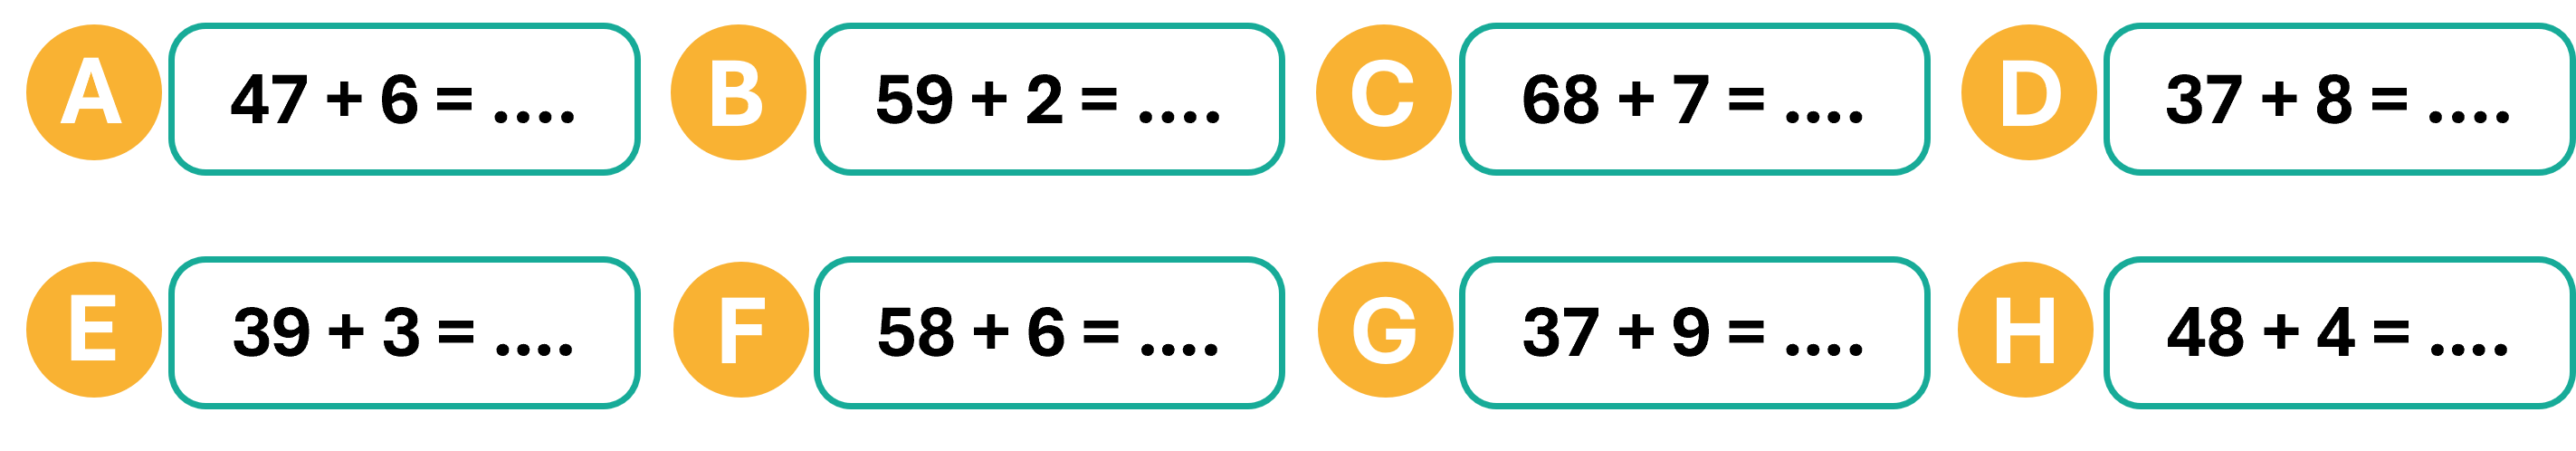 A 47 + 6 = .... B 59 + 2 = .... C 68 + 7 = .... D 37 + 8 = ....
E 39 + 3 = .... F 58 + 6 = .... G 37 + 9 = .... H 48 + 4 = ....